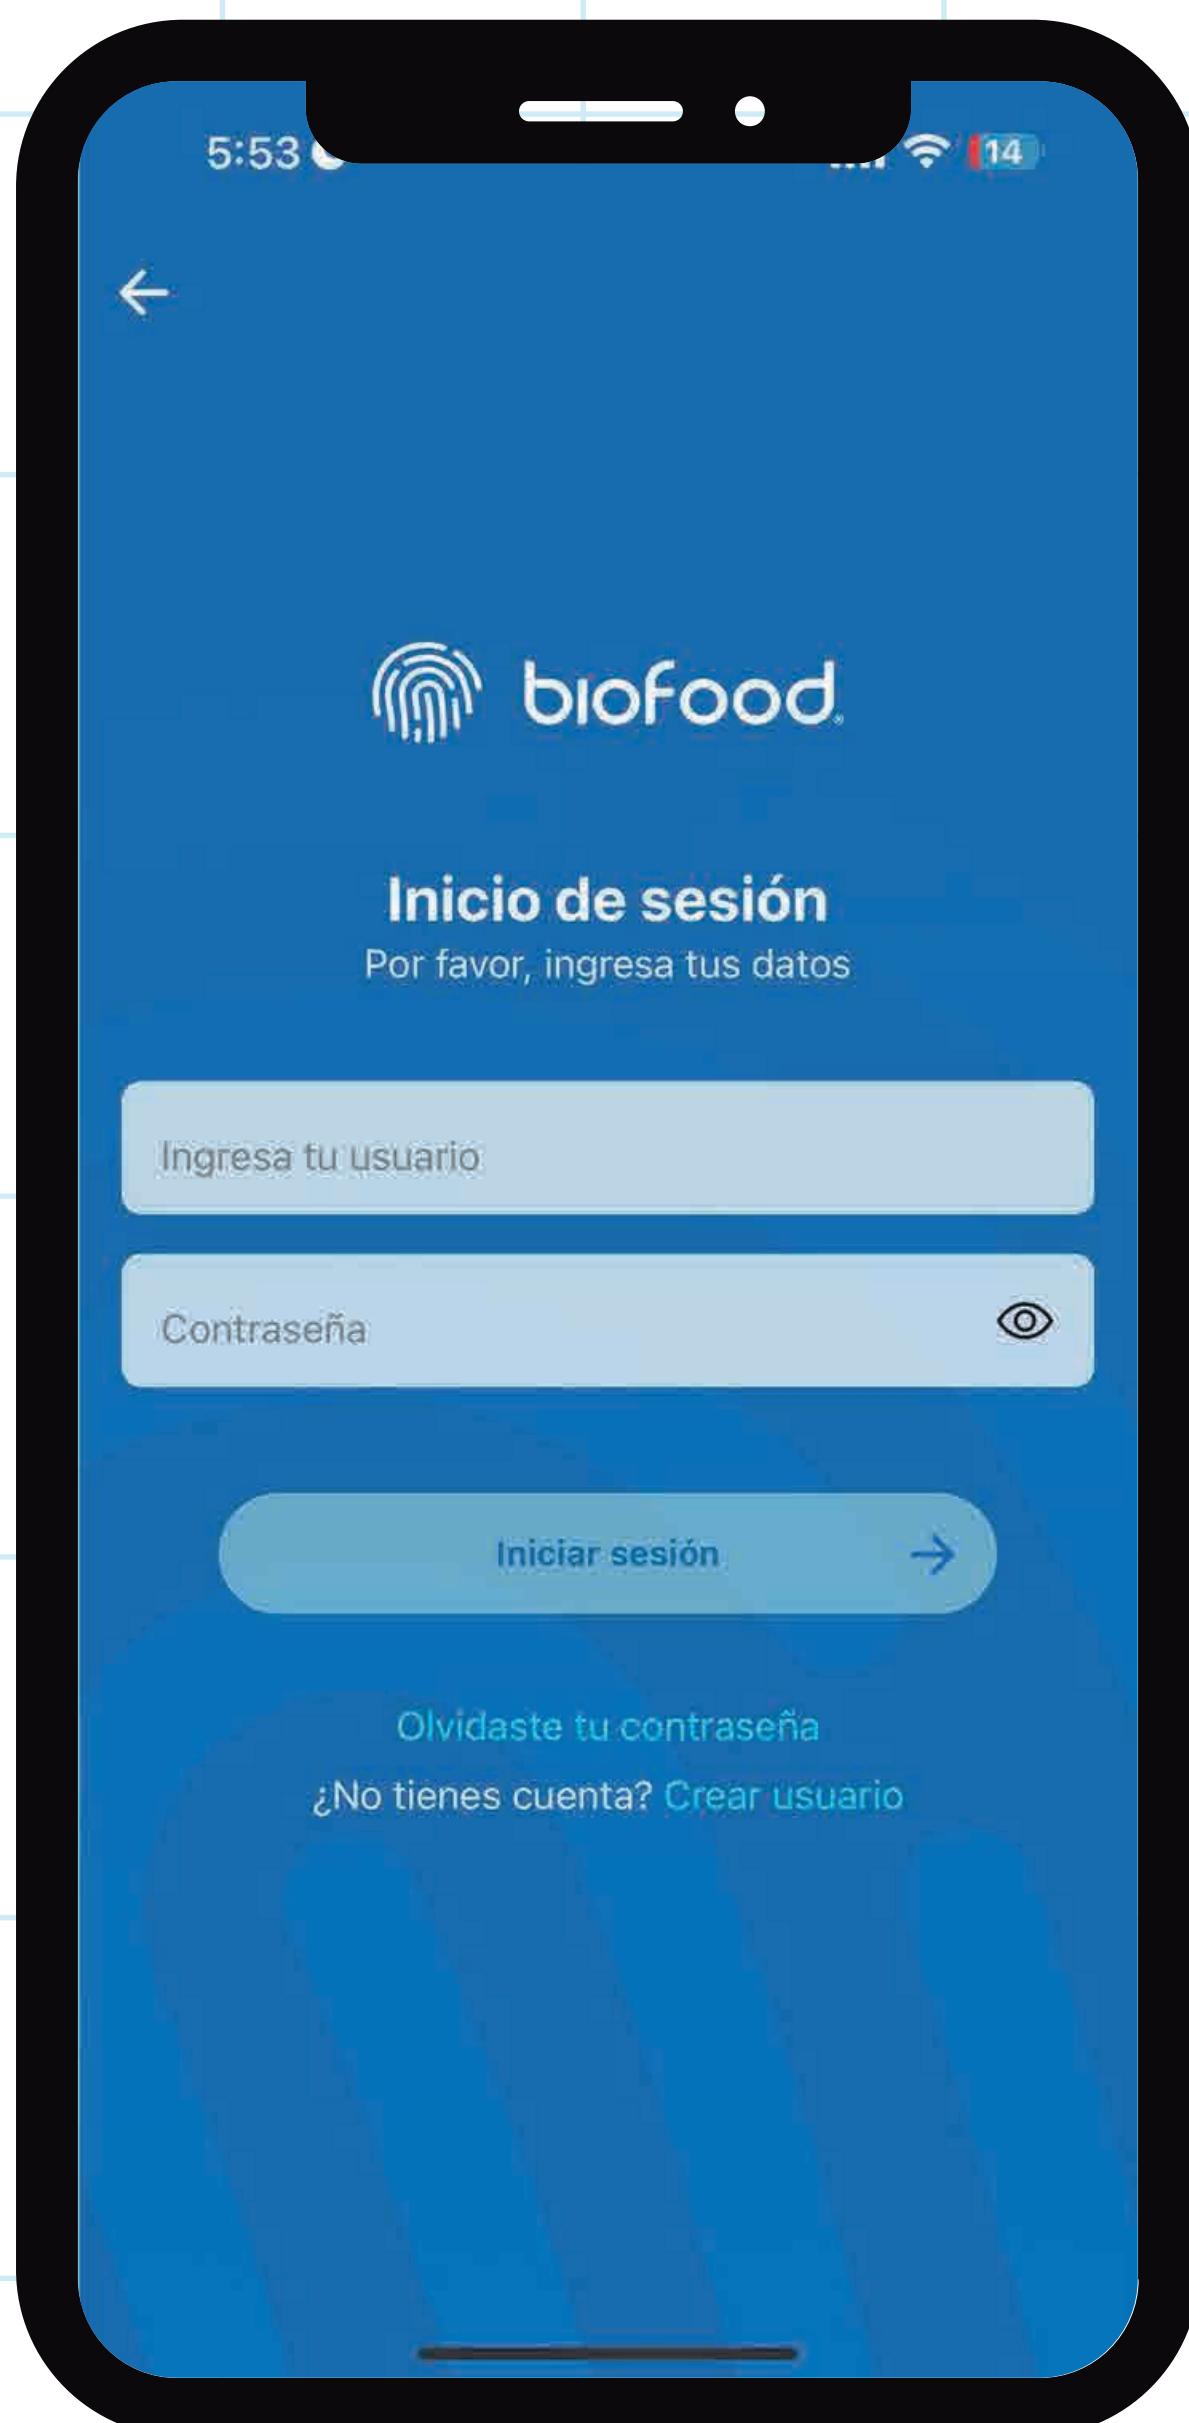 5:53
14
biofood®
Inicio de sesión
Por favor, ingresa tus datos
Ingresa tu usuario
Contraseña
Iniciar sesión
Olvidaste tu contraseña
¿No tienes cuenta? Crear usuario